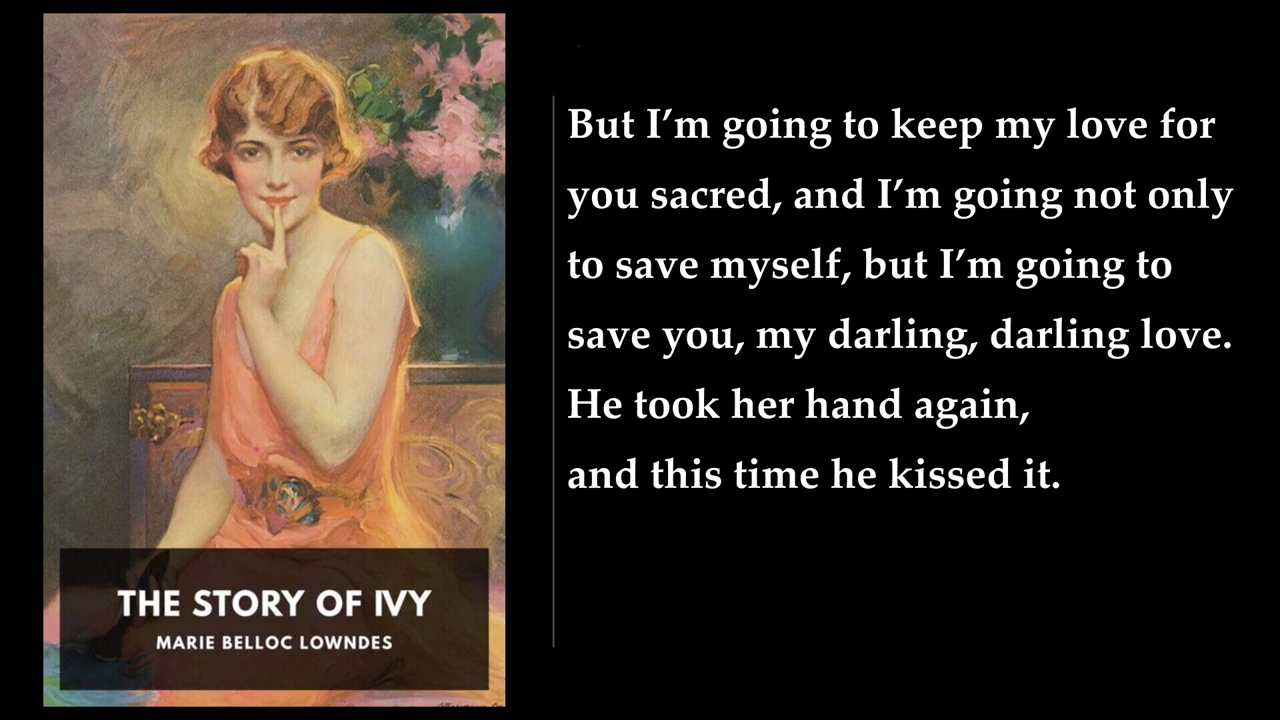 THE STORY OF IVY
MARIE BELLOC LOWNDES
But I’m going to keep my love for
you sacred, and I’m going not only
to save myself, but I’m going to
save you, my darling, darling love.
He took her hand again,
and this time he kissed it.